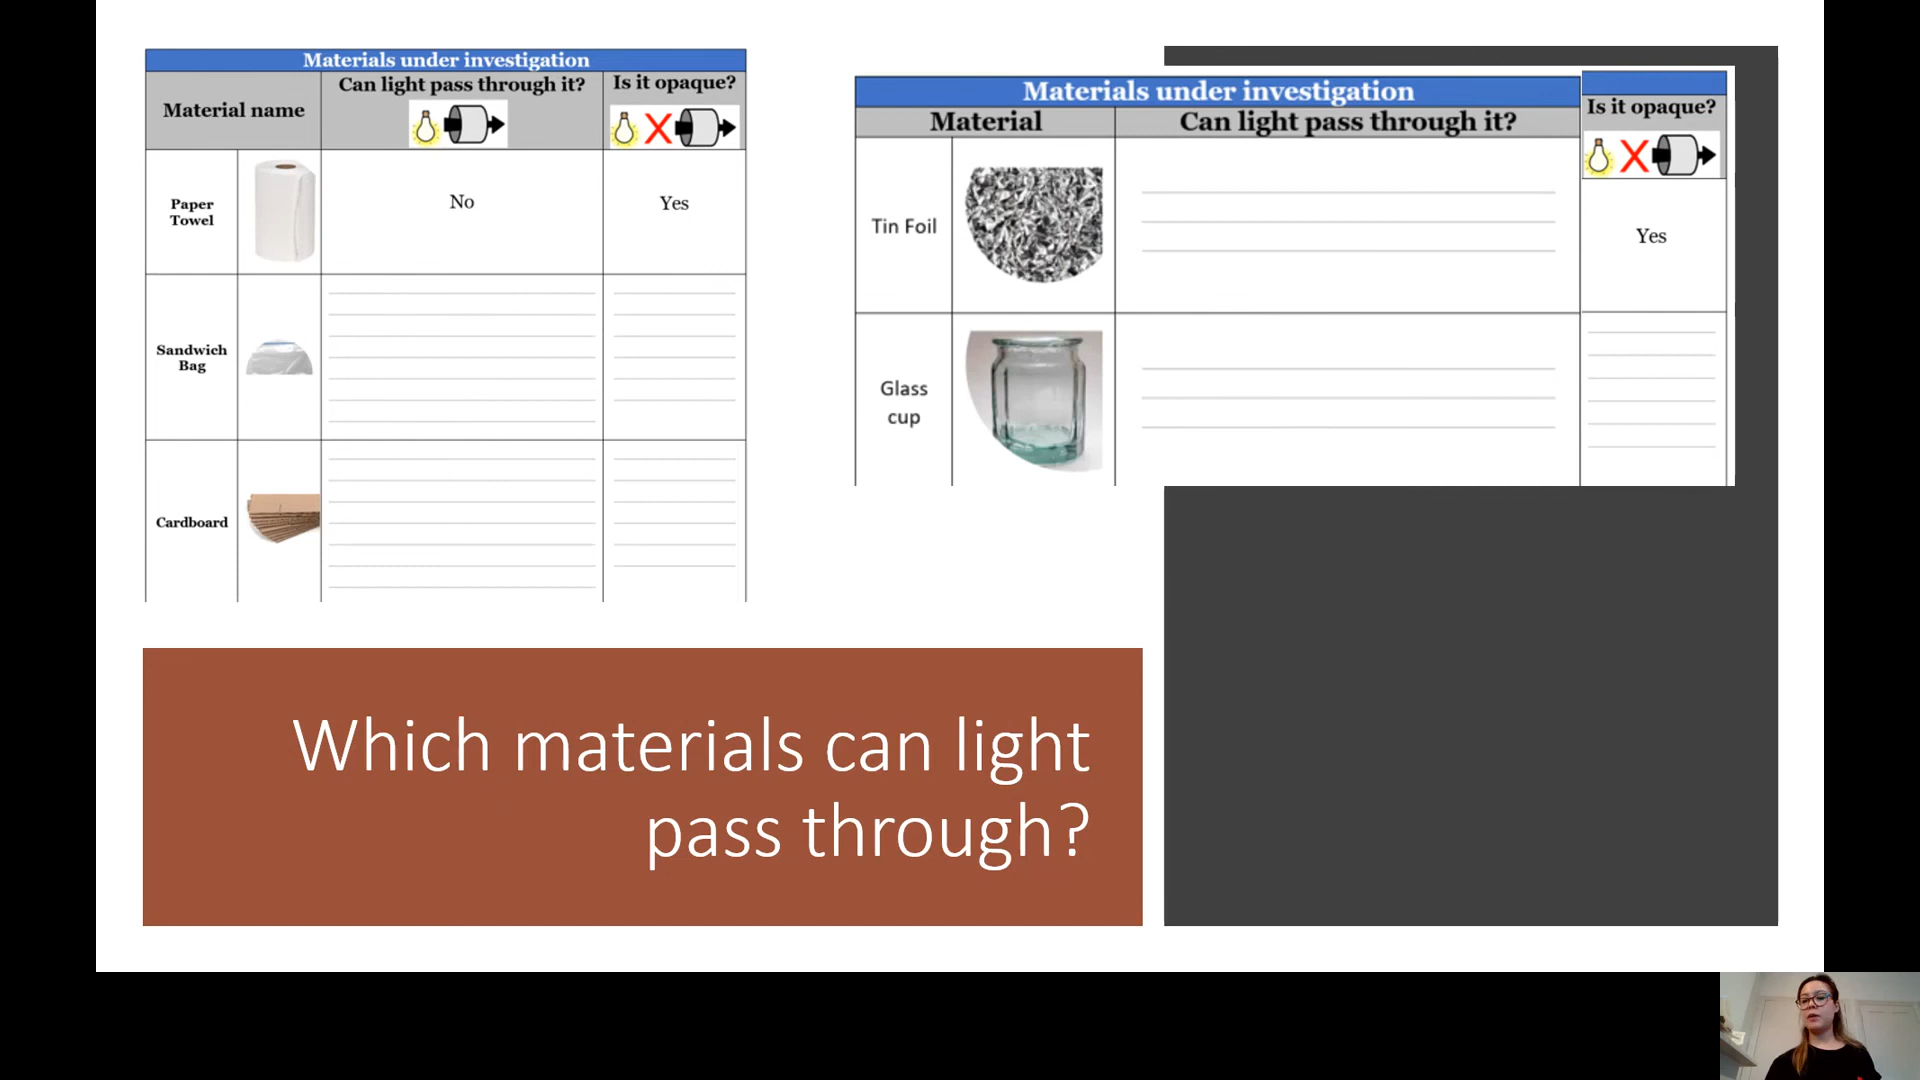 Materials under investigation
Material name
Can light pass through it?
Is it opaque?
Paper
Towel
No
Yes
Sandwich
Bag
Cardboard
Materials under investigation
Material
Can light pass through it?
Is it opaque?
Tin Foil
Yes
Glass
cup
Which materials can light
pass through?